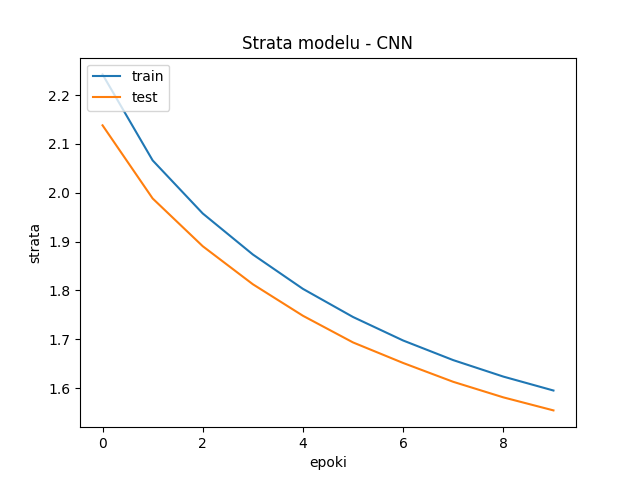 Strata modelu - CNN
train
test
strata
2.2
2.1
2.0
1.9
1.8
1.7
1.6
0 2 4 6 8
epoki